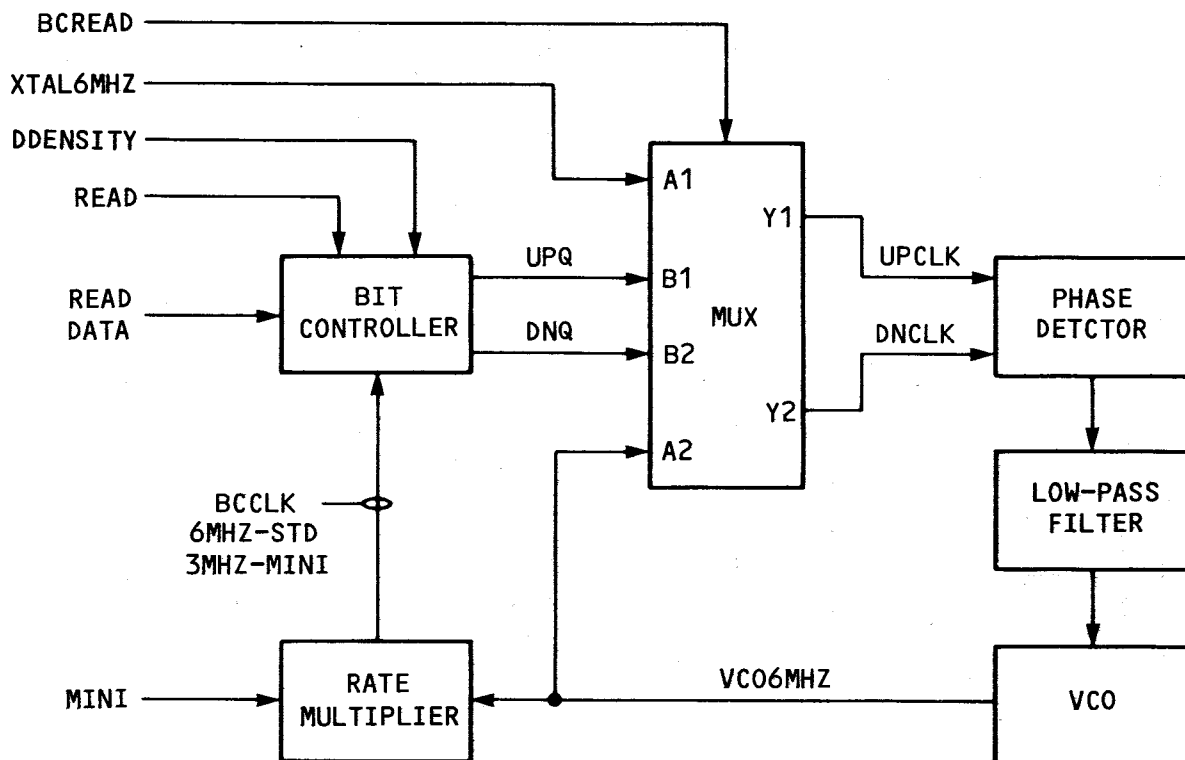 BCREAD
XTAL6MHZ
DDENSITY
READ
READ
DATA
BIT
CONTROLLER
UPQ
DNQ
A1
B1
B2
A2
MUX
Y1
Y2
UPCLK
DNCLK
PHASE
DETCTOR
LOW-PASS
FILTER
BCCLK
6MHZ-STD
3MHZ-MINI
MINI
RATE
MULTIPLIER
VCO6MHZ
VCO